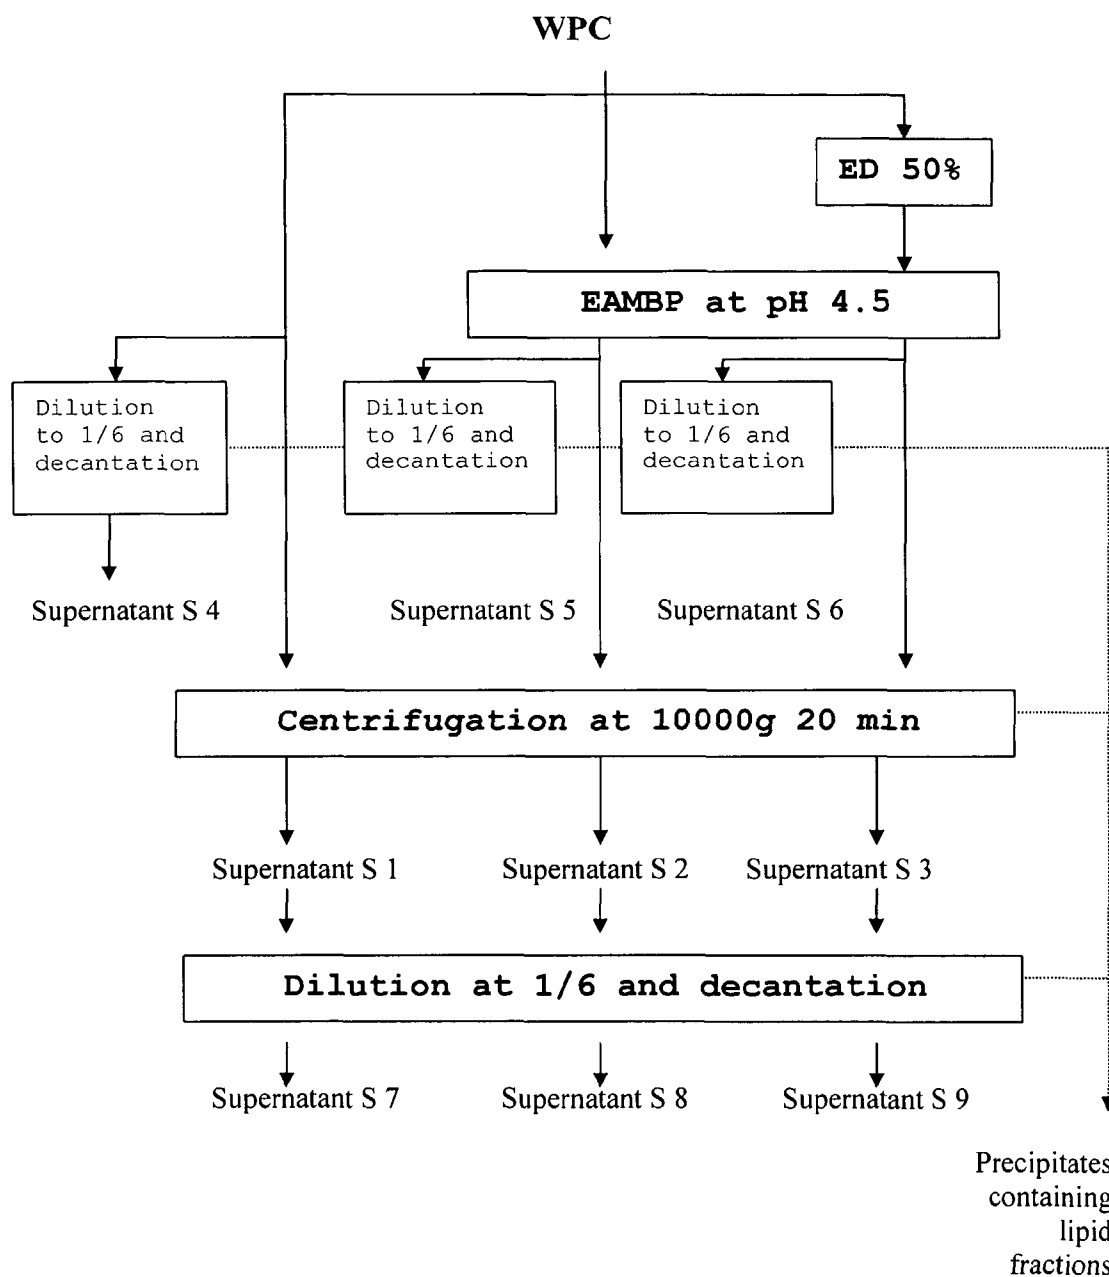 WPC
ED 50%
EAMBP at pH 4.5
Dilution
to 1/6 and
decantation
Dilution
to 1/6 and
decantation
Dilution
to 1/6 and
decantation
Supernatant S 4
Supernatant S 5
Supernatant S 6
Centrifugation at 10000g 20 min
Supernatant S 1
Supernatant S 2
Supernatant S 3
Dilution at 1/6 and decantation
Supernatant S 7
Supernatant S 8
Supernatant S 9
Precipitates
containing
lipid
fractions